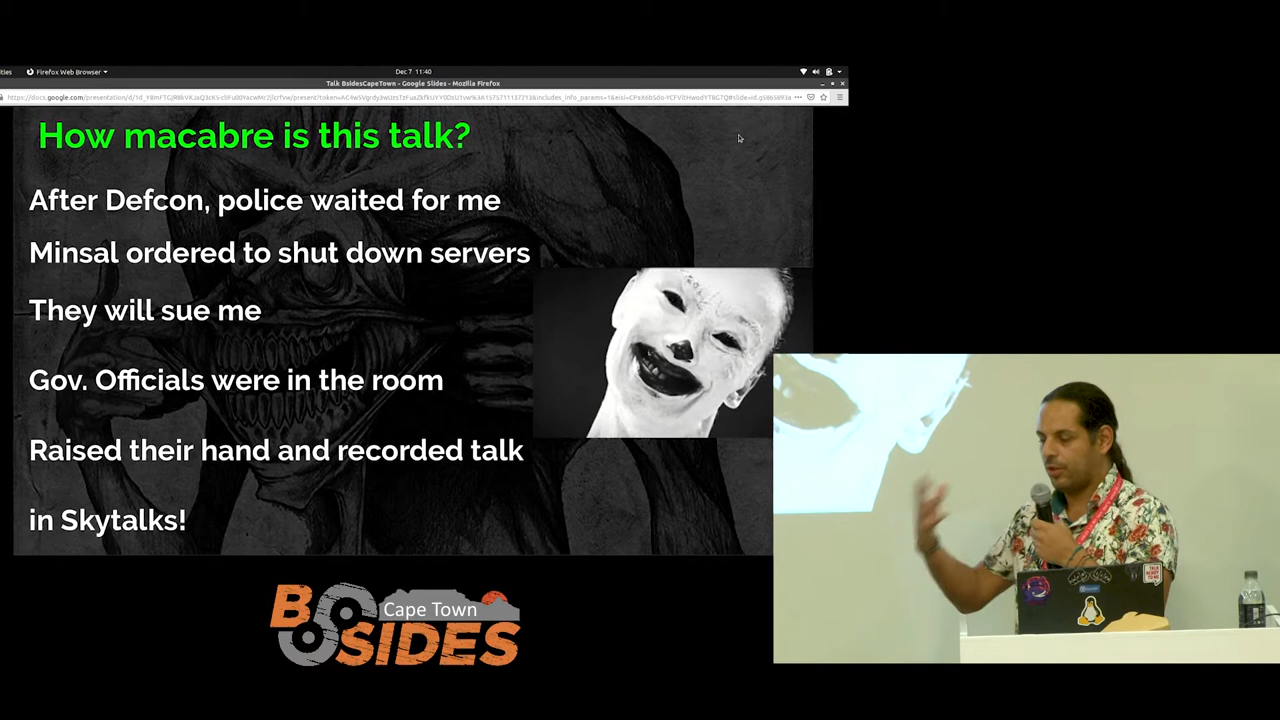 Firefox Web Browser
Dec 7 11:40
Talk BsidesCapeTown - Google Slides - Mozilla Firefox
How macabre is this talk?
After Defcon, police waited for me
Minsal ordered to shut down servers
They will sue me
Gov. Officials were in the room
Raised their hand and recorded talk
in Skytalks!
BSIDES
Cape Town